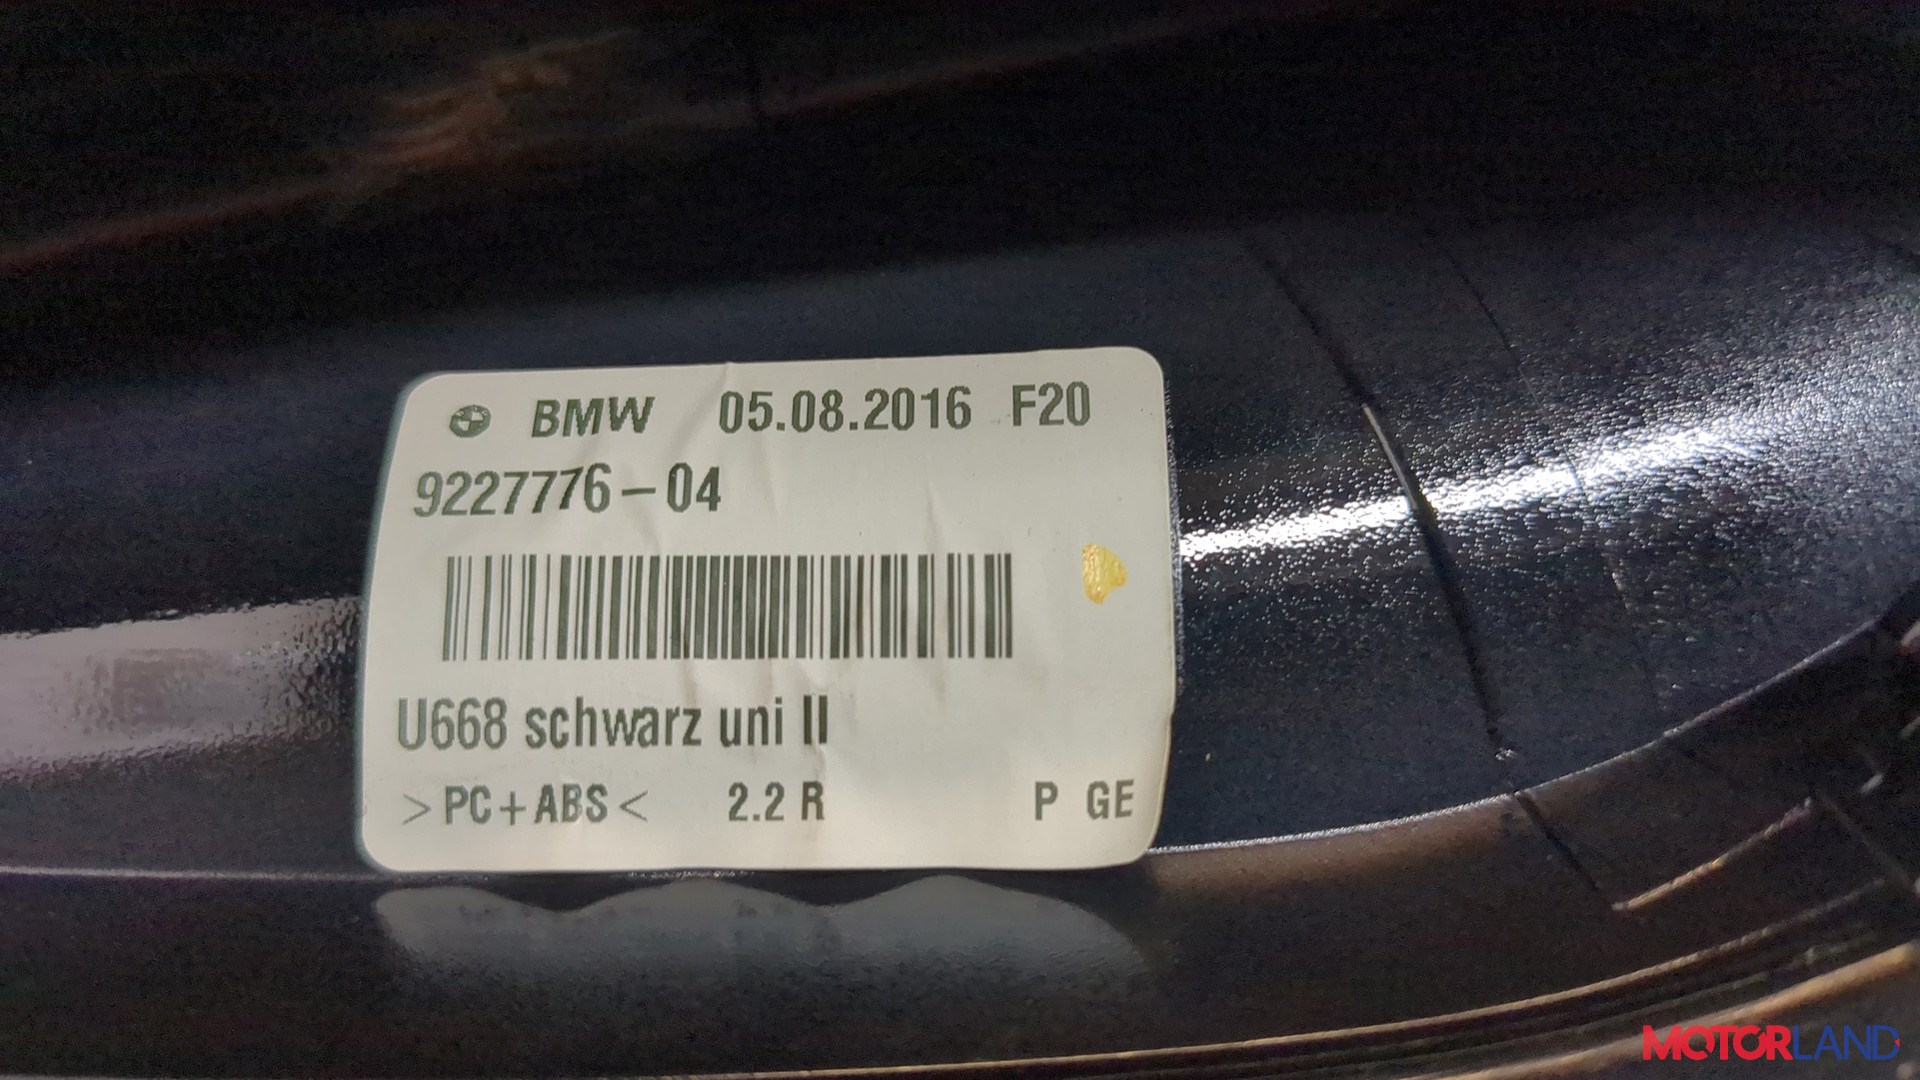 BMW 05.08.2016 F20
9227776-04
U668 schwarz uni II
>PC+ABS< 2.2 R P GE
MOTORLAND